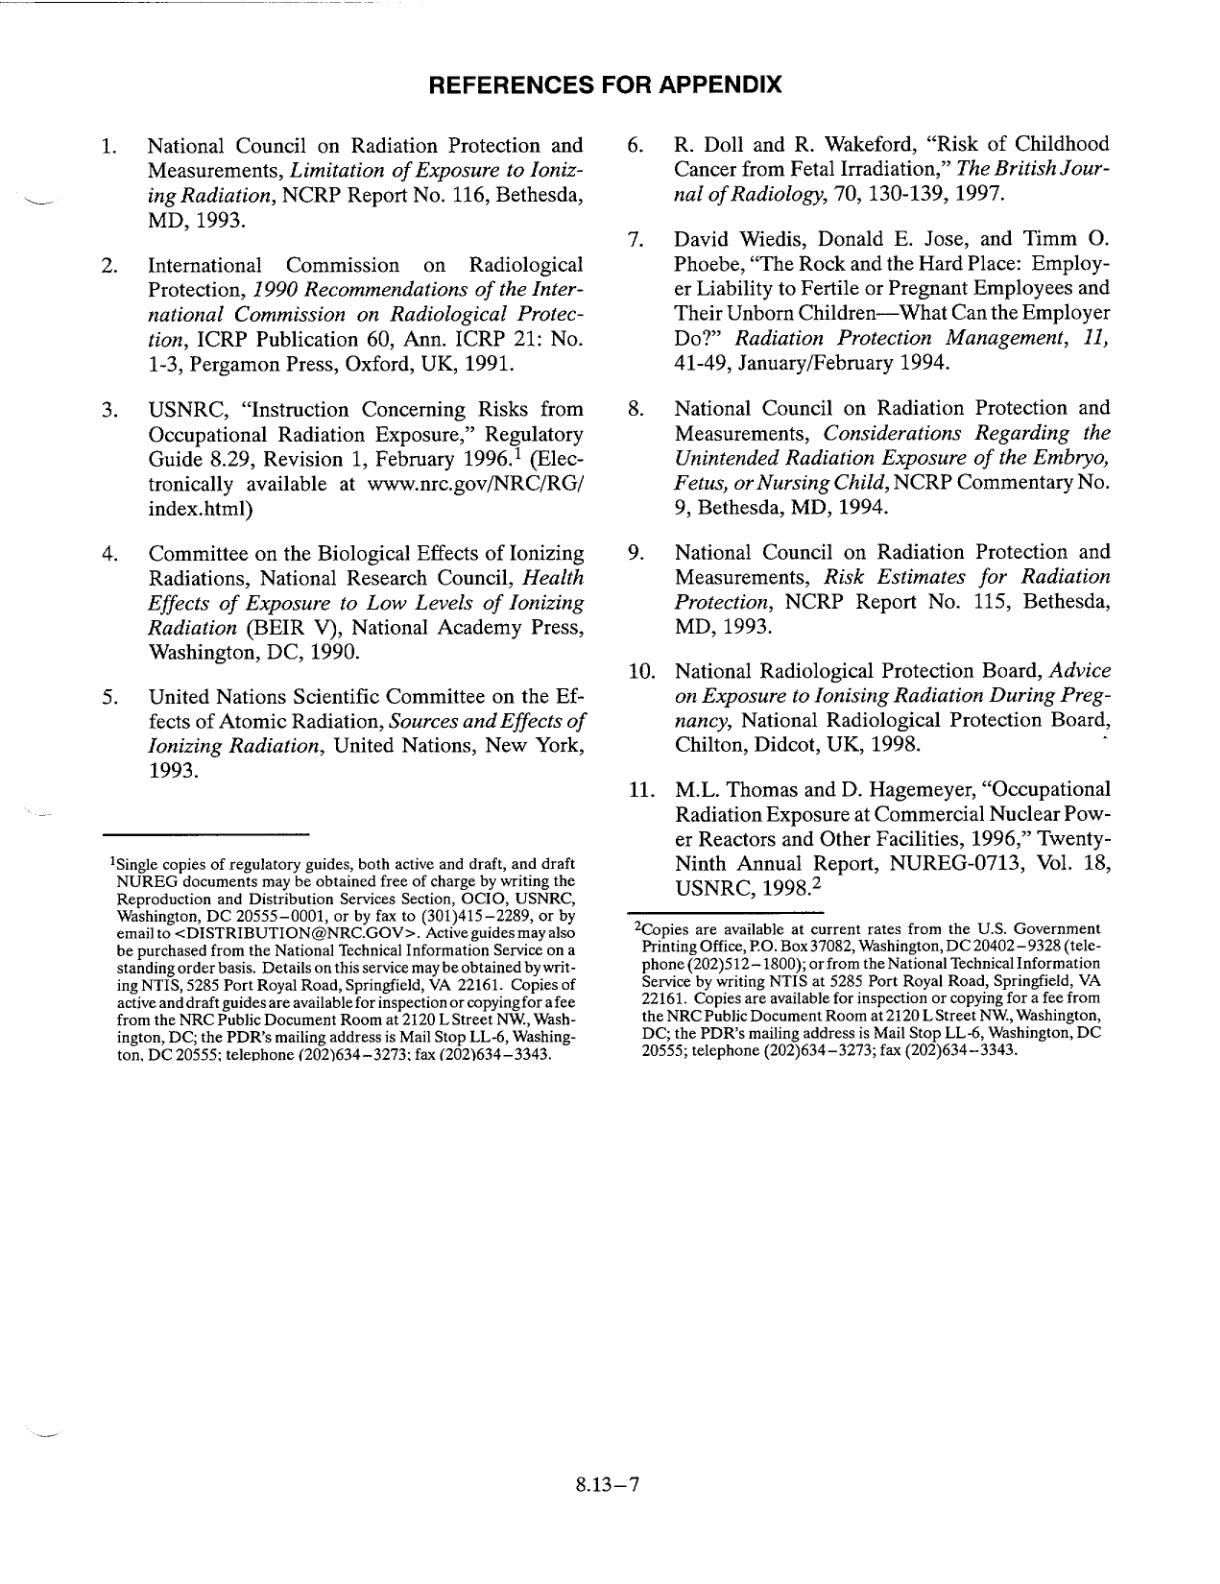 REFERENCES FOR APPENDIX
1. National Council on Radiation Protection and
Measurements, Limitation of Exposure to Ioniz-
ing Radiation, NCRP Report No. 116, Bethesda,
MD, 1993.
2. International Commission on Radiological
Protection, 1990 Recommendations of the Inter-
national Commission on Radiological Protec-
tion, ICRP Publication 60, Ann. ICRP 21: No.
1-3, Pergamon Press, Oxford, UK, 1991.
3. USNRC, “Instruction Concerning Risks from
Occupational Radiation Exposure,” Regulatory
Guide 8.29, Revision 1, February 1996.1 (Elec-
tronically available at www.nrc.gov/NRC/RG/
index.html)
4. Committee on the Biological Effects of Ionizing
Radiations, National Research Council, Health
Effects of Exposure to Low Levels of Ionizing
Radiation (BEIR V), National Academy Press,
Washington, DC, 1990.
5. United Nations Scientific Committee on the Ef-
fects of Atomic Radiation, Sources and Effects of
Ionizing Radiation, United Nations, New York,
1993.
1Single copies of regulatory guides, both active and draft, and draft
NUREG documents may be obtained free of charge by writing the
Reproduction and Distribution Services Section, OCIO, USNRC,
Washington, DC 20555–0001, or by fax to (301)415–2289, or by
email to <DISTRIBUTION@NRC.GOV>. Active guides may also
be purchased from the National Technical Information Service on a
standing order basis. Details on this service may be obtained by writ-
ing NTIS, 5285 Port Royal Road, Springfield, VA 22161. Copies of
active and draft guides are available for inspection or copying for a fee
from the NRC Public Document Room at 2120 L Street NW., Wash-
ington, DC; the PDR’s mailing address is Mail Stop LL-6, Washing-
ton, DC 20555; telephone (202)634–3273; fax (202)634–3343.
6. R. Doll and R. Wakeford, “Risk of Childhood
Cancer from Fetal Irradiation,” The British Jour-
nal of Radiology, 70, 130-139, 1997.
7. David Wiedis, Donald E. Jose, and Timm O.
Phoebe, “The Rock and the Hard Place: Employ-
er Liability to Fertile or Pregnant Employees and
Their Unborn Children—What Can the Employer
Do?” Radiation Protection Management, 11,
41-49, January/February 1994.
8. National Council on Radiation Protection and
Measurements, Considerations Regarding the
Unintended Radiation Exposure of the Embryo,
Fetus, or Nursing Child, NCRP Commentary No.
9, Bethesda, MD, 1994.
9. National Council on Radiation Protection and
Measurements, Risk Estimates for Radiation
Protection, NCRP Report No. 115, Bethesda,
MD, 1993.
10. National Radiological Protection Board, Advice
on Exposure to Ionising Radiation During Preg-
nancy, National Radiological Protection Board,
Chilton, Didcot, UK, 1998.
11. M.L. Thomas and D. Hagemeyer, “Occupational
Radiation Exposure at Commercial Nuclear Pow-
er Reactors and Other Facilities, 1996,” Twenty-
Ninth Annual Report, NUREG-0713, Vol. 18,
USNRC, 1998.2
2Copies are available at current rates from the U.S. Government
Printing Office, P.O. Box 37082, Washington, DC 20402–9328 (tele-
phone (202)512–1800); or from the National Technical Information
Service by writing NTIS at 5285 Port Royal Road, Springfield, VA
22161. Copies are available for inspection or copying for a fee from
the NRC Public Document Room at 2120 L Street NW., Washington,
DC; the PDR’s mailing address is Mail Stop LL-6, Washington, DC
20555; telephone (202)634–3273; fax (202)634–3343.
8.13–7